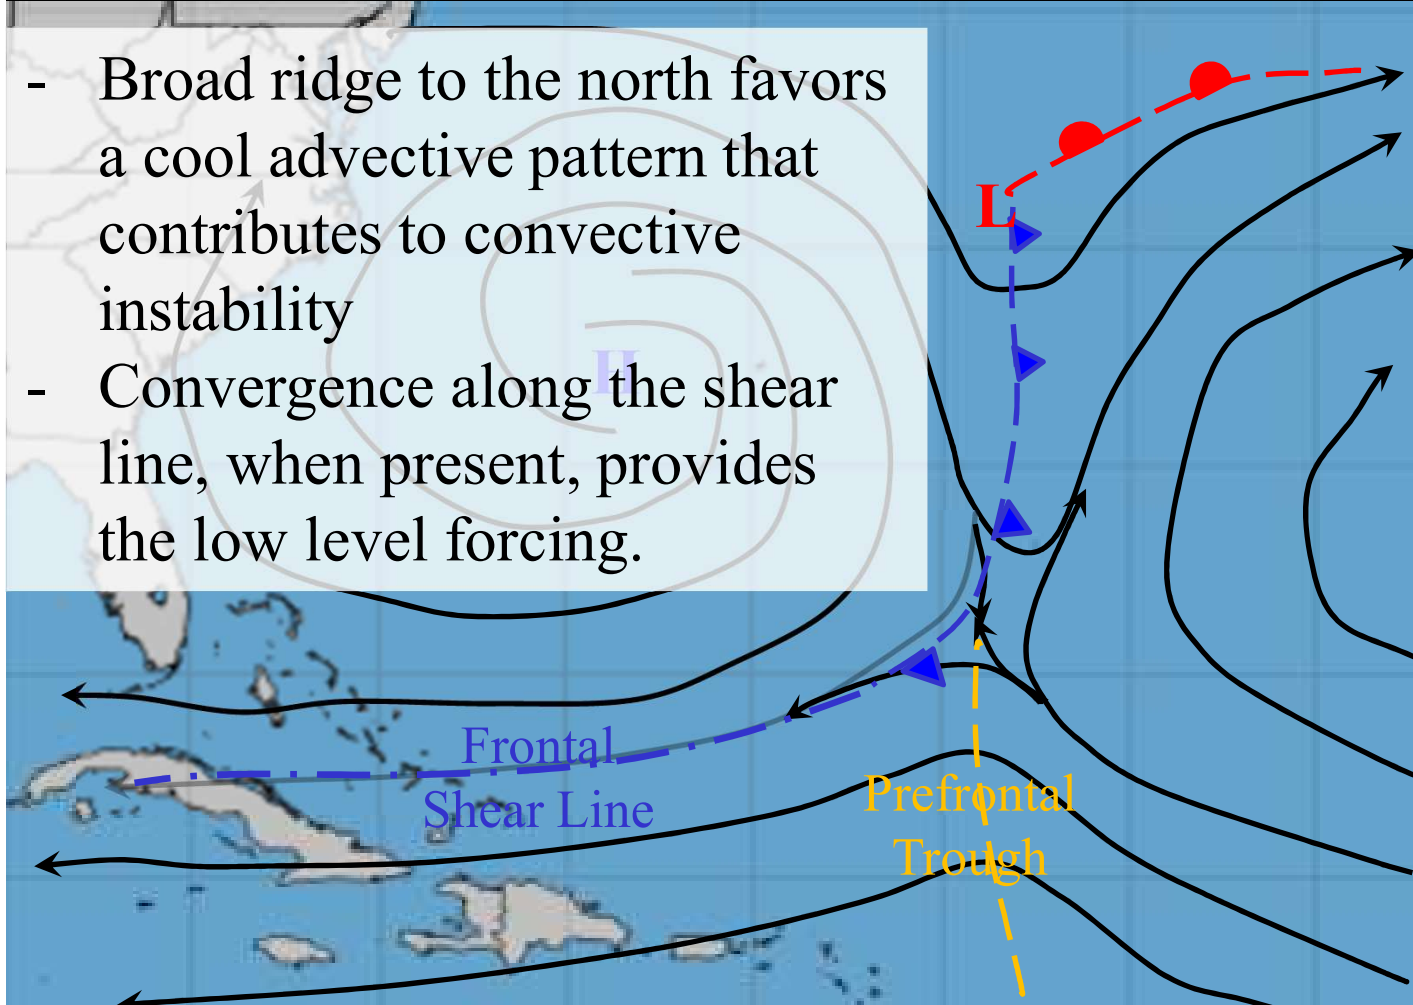 - Broad ridge to the north favors
a cool advective pattern that
contributes to convective
instability
- Convergence along the shear
line, when present, provides
the low level forcing.
H
L
Frontal
Shear Line
Prefrontal
Trough